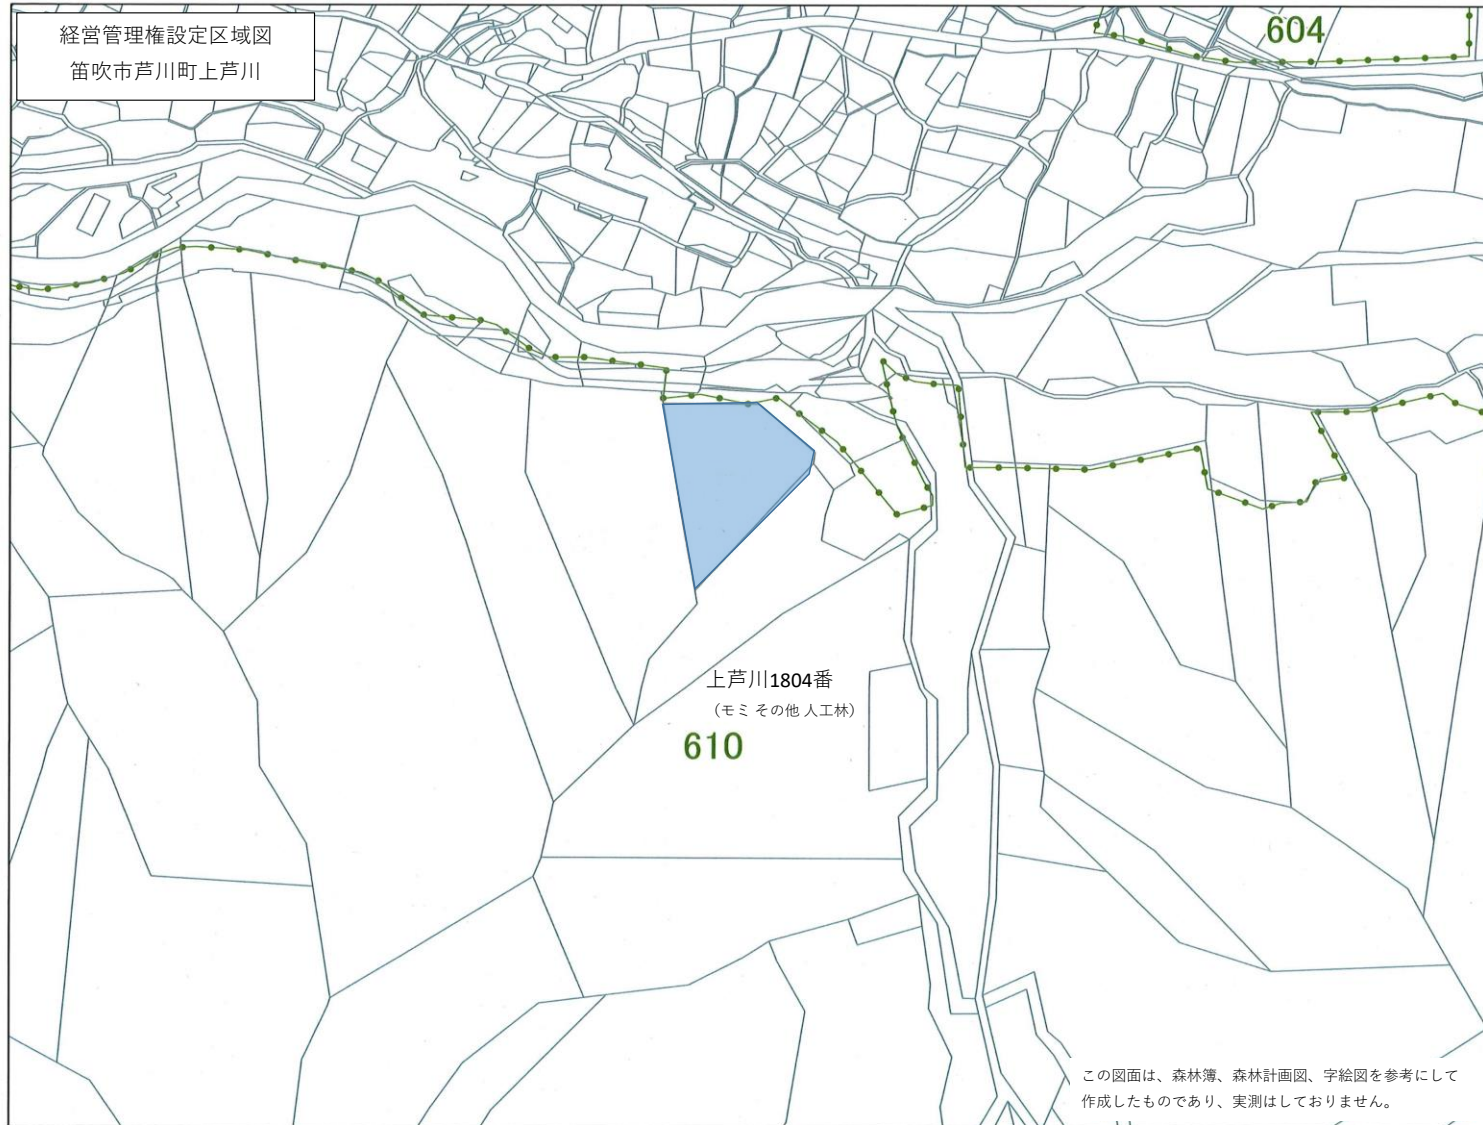 経営管理権設定区域図
笛吹市芦川町上芦川
604
上芦川1804番
（モミ その他 人工林）
610
この図面は、森林簿、森林計画図、字絵図を参考にして
作成したものであり、実測はしておりません。